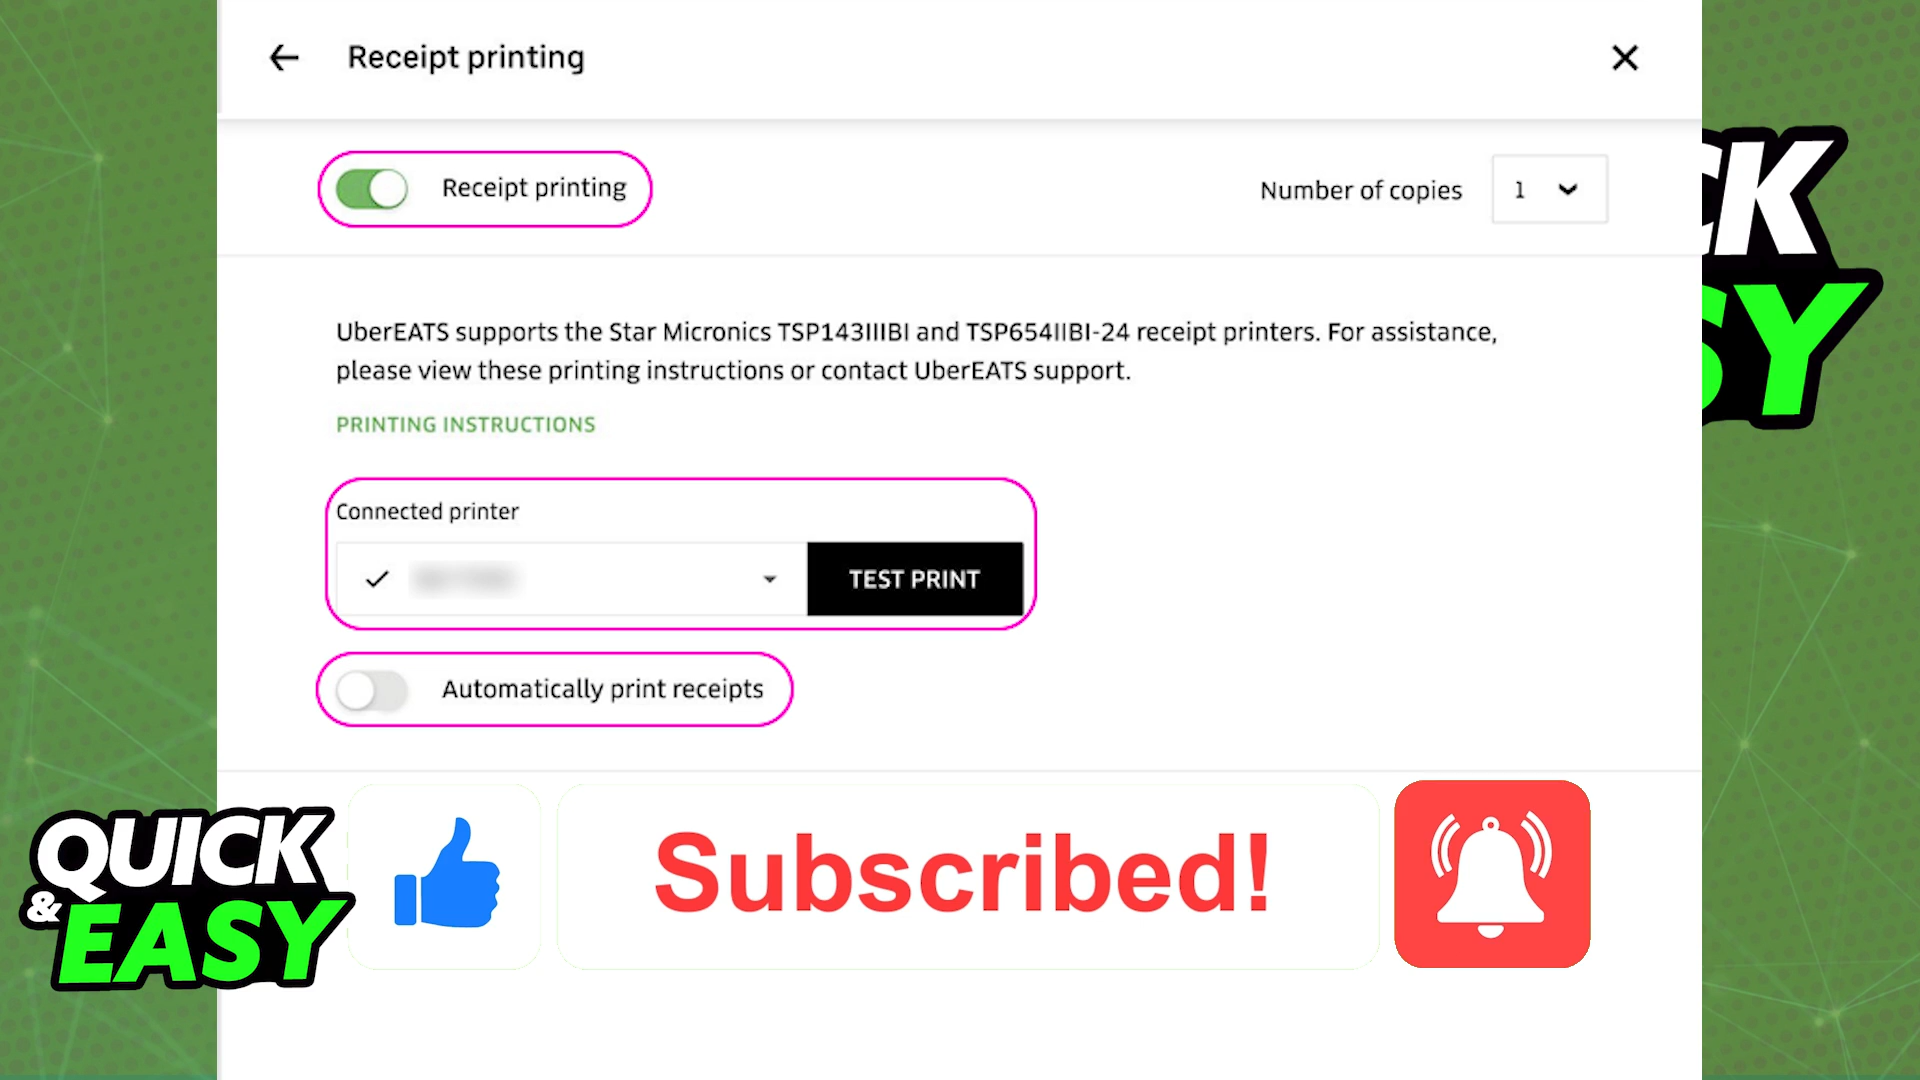 Receipt printing
Receipt printing
Number of copies
1
UberEATS supports the Star Micronics TSP143IIIBI and TSP654IIBI-24 receipt printers. For assistance,
please view these printing instructions or contact UberEATS support.
PRINTING INSTRUCTIONS
Connected printer
TEST PRINT
Automatically print receipts
QUICK
& EASY
Subscribed!
CK
SY